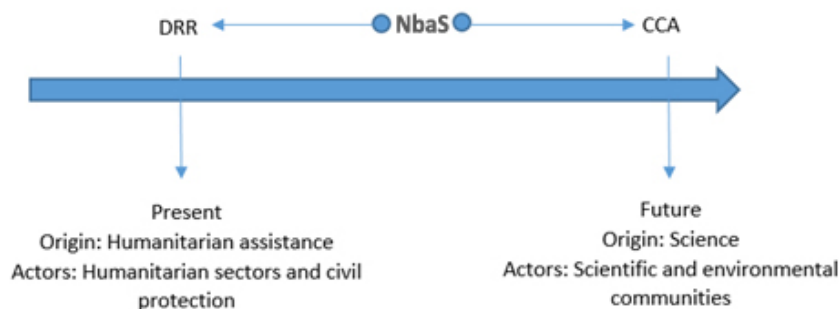 DRR NbaS CCA
Present
Origin: Humanitarian assistance
Actors: Humanitarian sectors and civil
protection
Future
Origin: Science
Actors: Scientific and environmental
communities